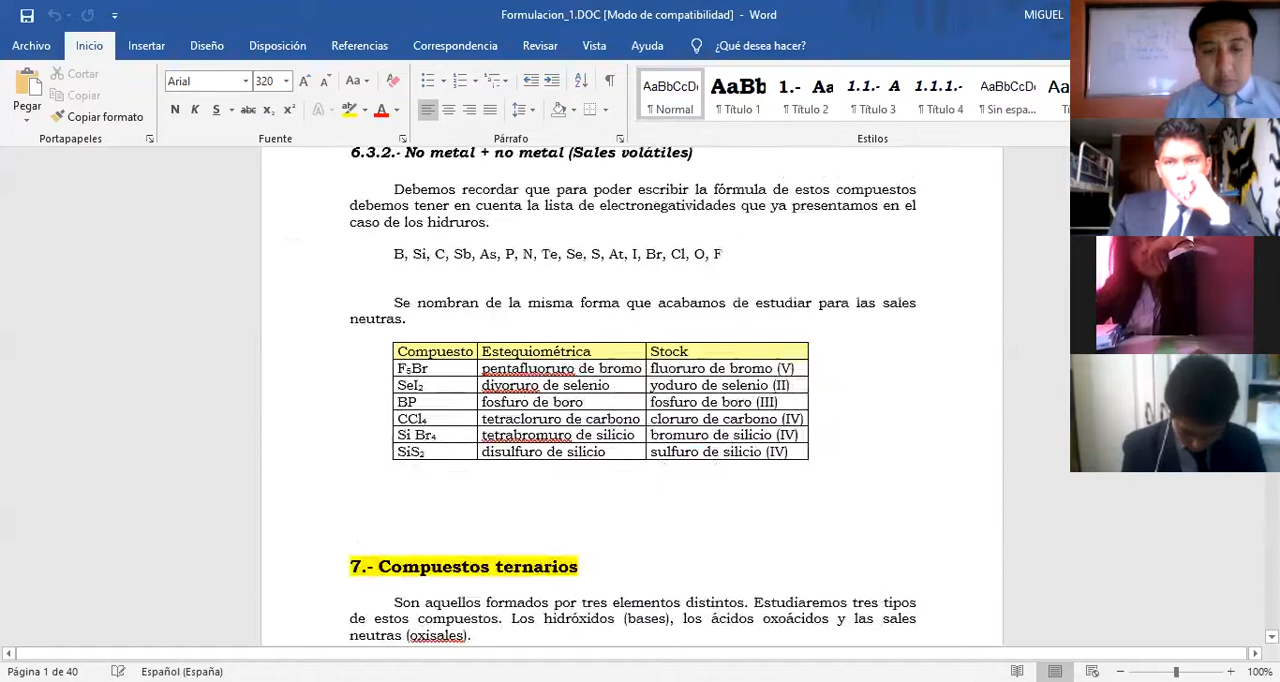 Formulacion_1.DOC [Modo de compatibilidad] - Word
MIGUEL
Archivo Inicio Insertar Diseño Disposición Referencias Correspondencia Revisar Vista Ayuda ¿Qué desea hacer?
Pegar
Cortar
Copiar
Copiar formato
Portapapeles
Arial 320
N K S abc x₂ x²
Fuente
Párrafo
AaBbCcDc ¶ Normal
AaBb ¶ Título 1
1.- Aa ¶ Título 2
1.1.- A ¶ Título 3
1.1.1.- ¶ Título 4
AaBbCcDc ¶ Sin espa...
Título
Estilos
6.3.2.- No metal + no metal (Sales volátiles)
Debemos recordar que para poder escribir la fórmula de estos compuestos
debemos tener en cuenta la lista de electronegatividades que ya presentamos en el
caso de los hidruros.
B, Si, C, Sb, As, P, N, Te, Se, S, At, I, Br, Cl, O, F
Se nombran de la misma forma que acabamos de estudiar para las sales
neutras.
Compuesto Estequiométrica Stock
F₅Br pentafluoruro de bromo fluoruro de bromo (V)
SeI₂ diyoruro de selenio yoduro de selenio (II)
BP fosfuro de boro fosfuro de boro (III)
CCl₄ tetracloruro de carbono cloruro de carbono (IV)
Si Br₄ tetrabromuro de silicio bromuro de silicio (IV)
SiS₂ disulfuro de silicio sulfuro de silicio (IV)
7.- Compuestos ternarios
Son aquellos formados por tres elementos distintos. Estudiaremos tres tipos
de estos compuestos. Los hidróxidos (bases), los ácidos oxoácidos y las sales
neutras (oxisales).
Página 1 de 40 Español (España) 100%